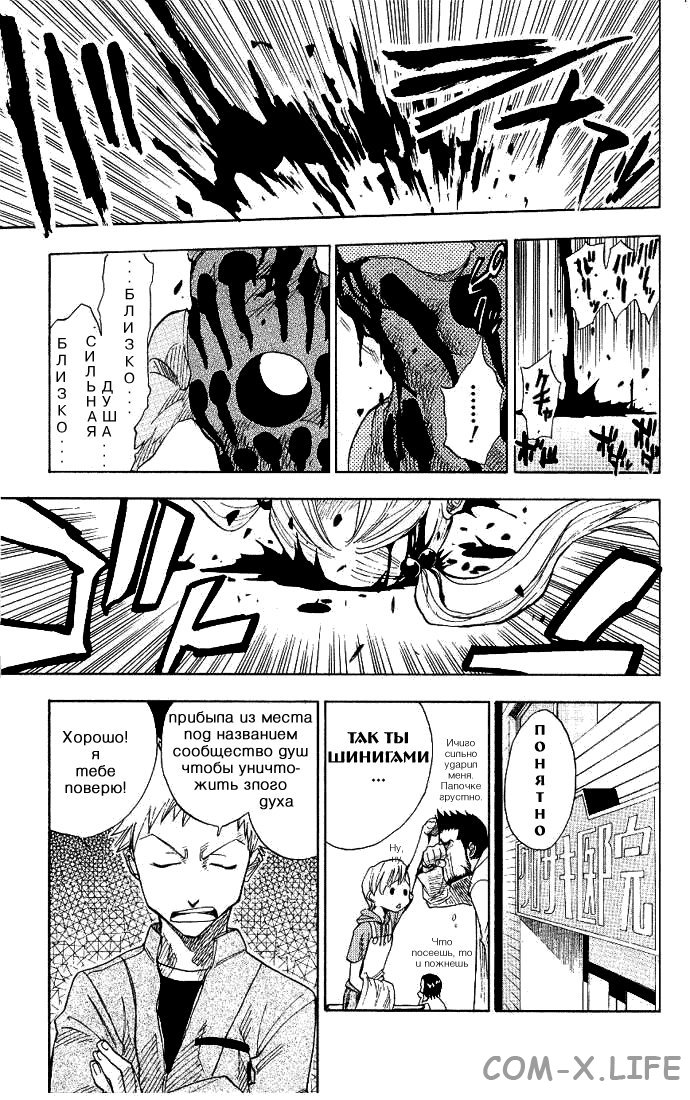 ......!
...БЛИЗКО...
ДУША...
...СИЛЬНАЯ
БЛИЗКО...
ПОНЯТНО
Ичиго
сильно
ударил
меня.
Папочке
грустно.
Ну,
Что
посеешь, то
и пожнешь
ТАК ТЫ
ШИНИГАМИ
...
прибыла из места
под названием
сообщество душ
чтобы уничто-
жить злого
духа
Хорошо!
я
тебе
поверю!
COM-X.LIFE